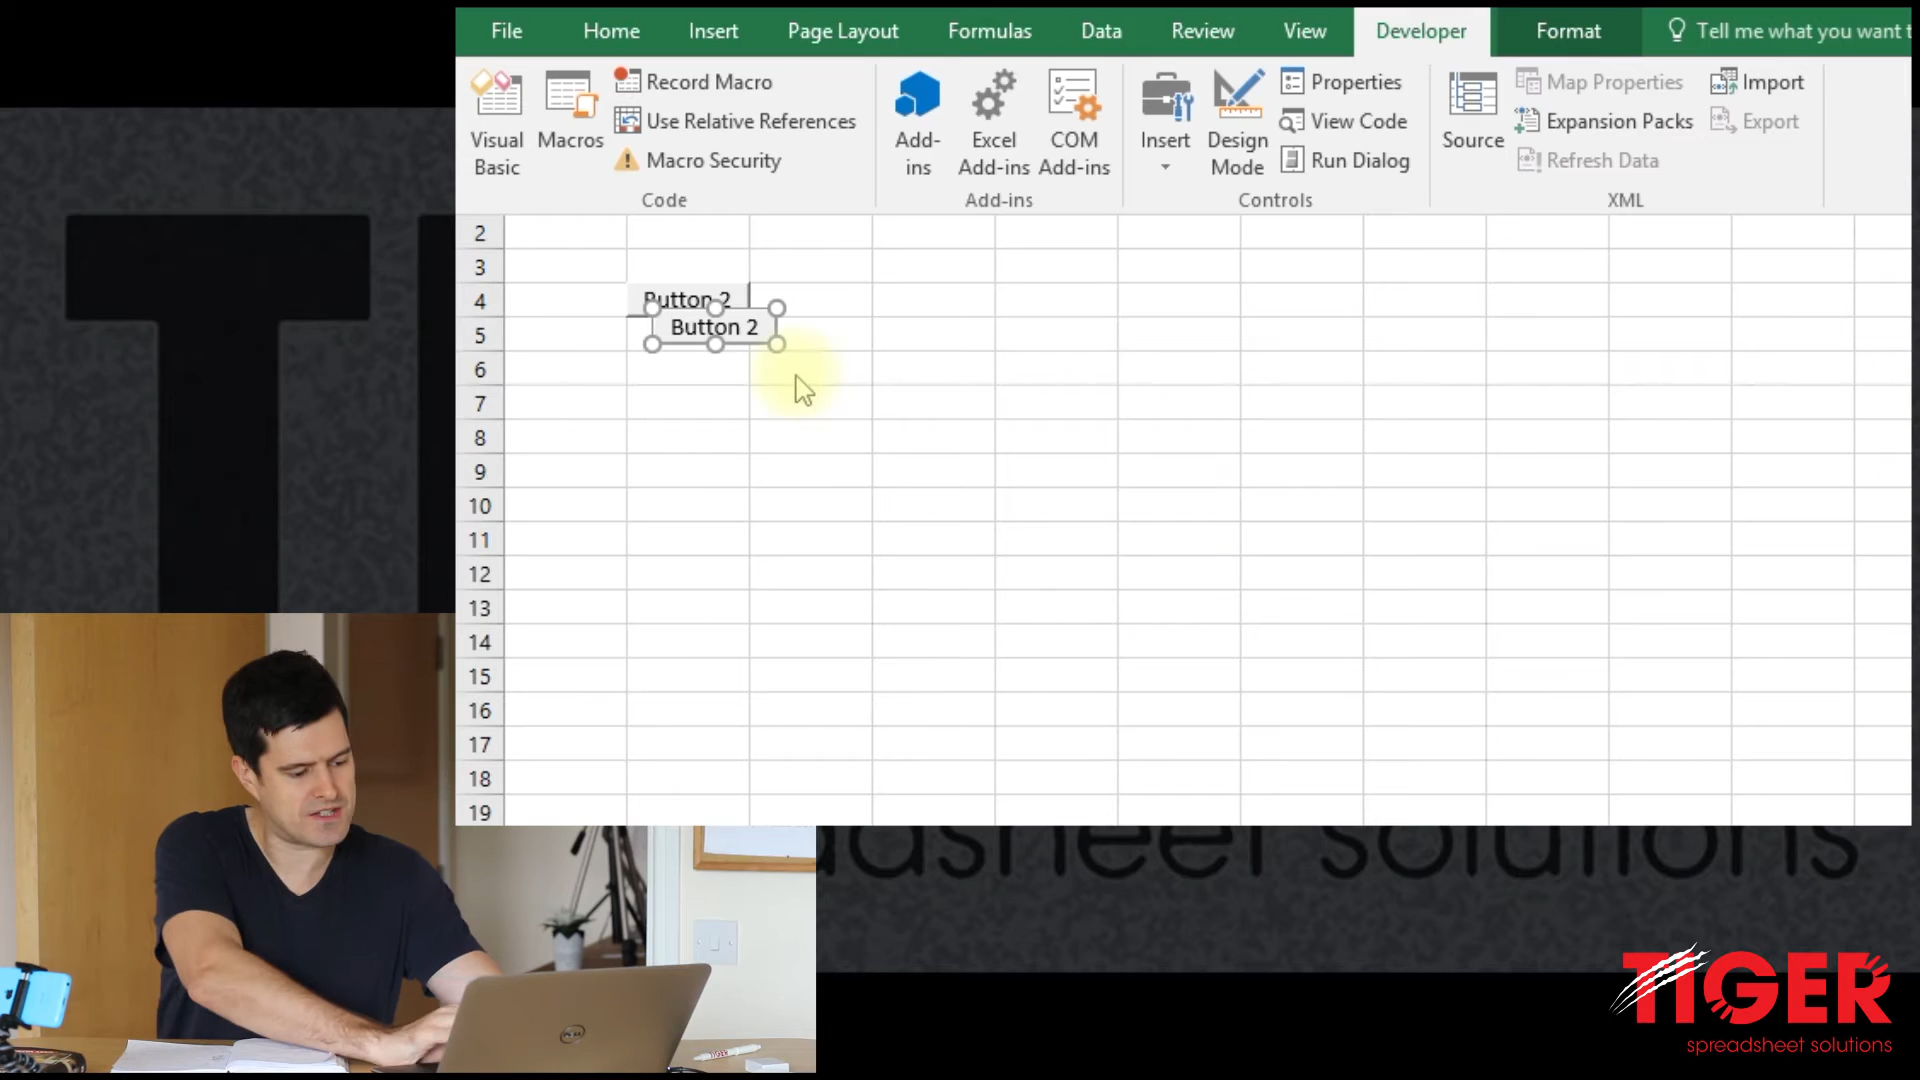 File Home Insert Page Layout Formulas Data Review View Developer Format Tell me what you want t
Visual Basic
Macros
Record Macro
Use Relative References
Macro Security
Code
Add-ins
Excel Add-ins
COM Add-ins
Add-ins
Insert
Design Mode
Properties
View Code
Run Dialog
Controls
Source
Map Properties
Expansion Packs
Refresh Data
Import
Export
XML
2
3
4
5
6
7
8
9
10
11
12
13
14
15
16
17
18
19
Button 2
Button 2
adsheet solutions
DELL
TIGER
TIGER
spreadsheet solutions